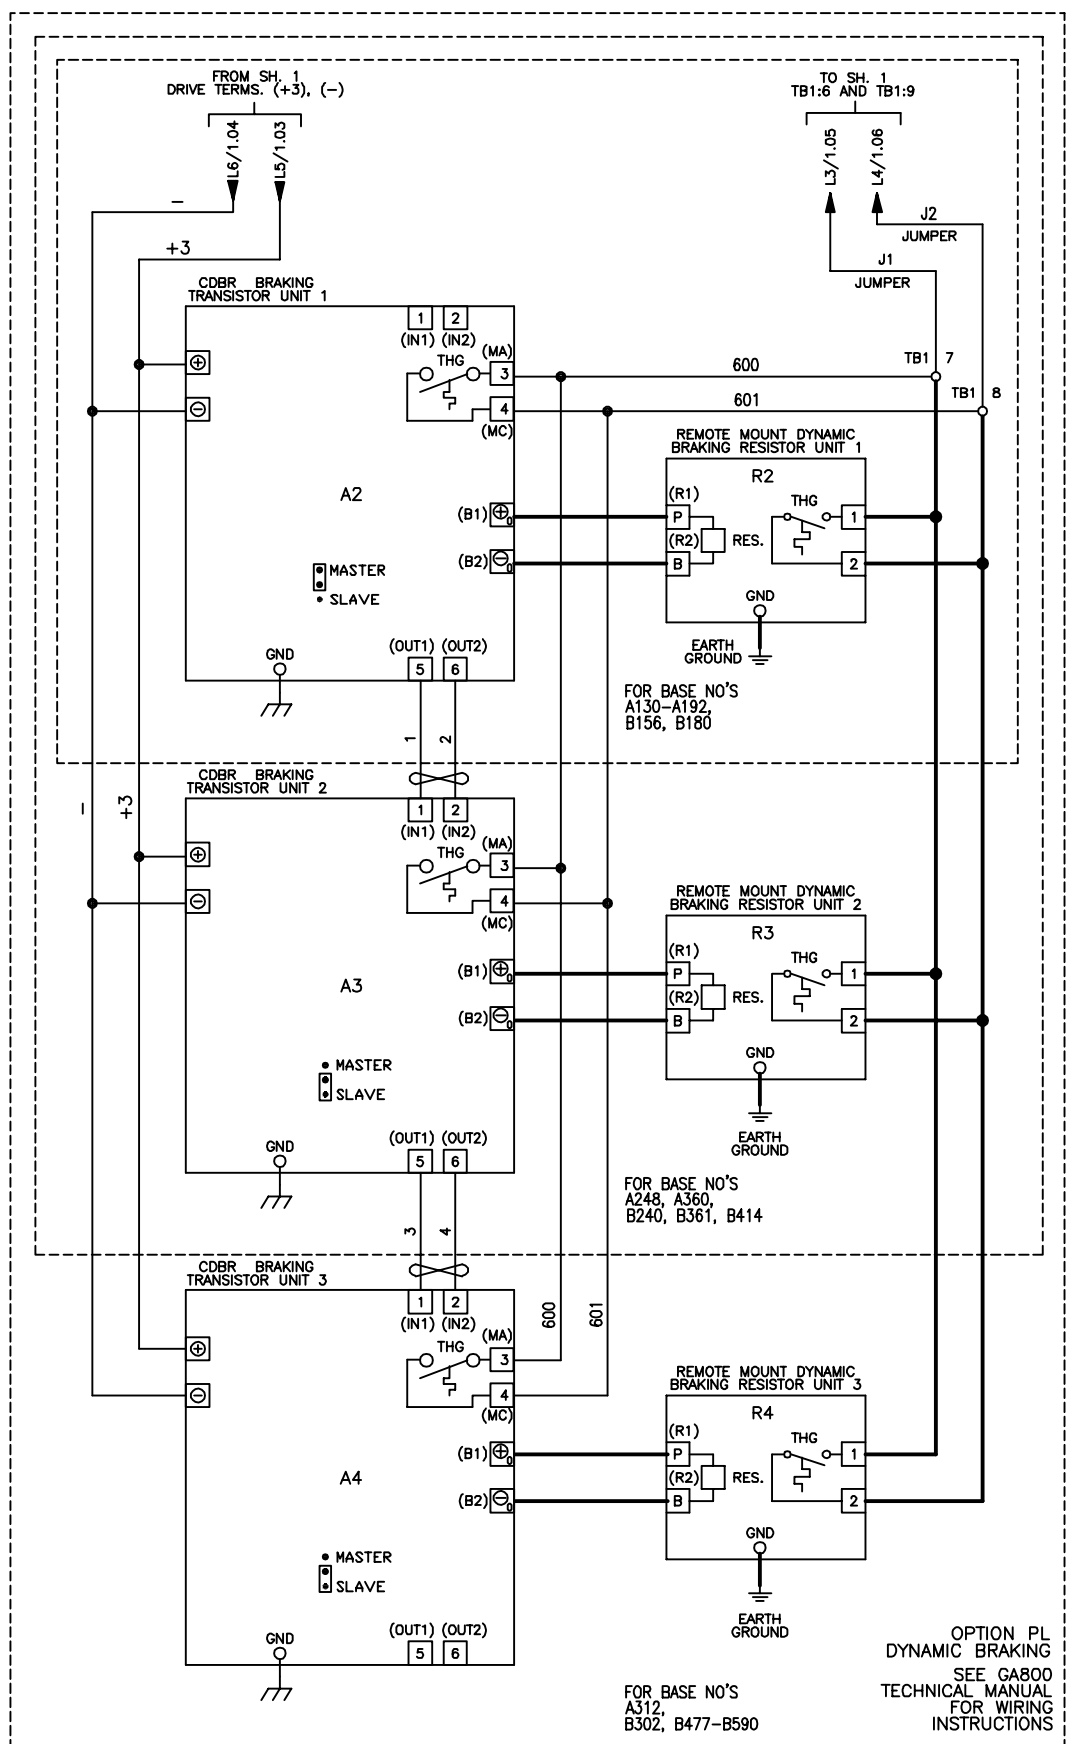 FROM SH. 1
DRIVE TERMS. (+3), (−)
TO SH. 1
TB1:6 AND TB1:9
L6/1.04
L5/1.03
L3/1.05
L4/1.06
−
+3
J2
JUMPER
J1
JUMPER
CDBR BRAKING
TRANSISTOR UNIT 1
1 2
(IN1) (IN2)
THG
(MA)
3
4
(MC)
600
601
TB1 7
TB1 8
A2
(B1)
0
(B2)
0
MASTER
SLAVE
GND
(OUT1) (OUT2)
5 6
REMOTE MOUNT DYNAMIC
BRAKING RESISTOR UNIT 1
R2
(R1)
P
(R2)
B
RES.
THG
1
2
GND
EARTH
GROUND
FOR BASE NO'S
A130−A192,
B156, B180
1
2
−
+3
CDBR BRAKING
TRANSISTOR UNIT 2
1 2
(IN1) (IN2)
THG
(MA)
3
4
(MC)
A3
(B1)
0
(B2)
0
MASTER
SLAVE
GND
(OUT1) (OUT2)
5 6
REMOTE MOUNT DYNAMIC
BRAKING RESISTOR UNIT 2
R3
(R1)
P
(R2)
B
RES.
THG
1
2
GND
EARTH
GROUND
FOR BASE NO'S
A248, A360,
B240, B361, B414
3
4
CDBR BRAKING
TRANSISTOR UNIT 3
1 2
(IN1) (IN2)
THG
(MA)
3
4
(MC)
600
601
A4
(B1)
0
(B2)
0
MASTER
SLAVE
GND
(OUT1) (OUT2)
5 6
REMOTE MOUNT DYNAMIC
BRAKING RESISTOR UNIT 3
R4
(R1)
P
(R2)
B
RES.
THG
1
2
GND
EARTH
GROUND
FOR BASE NO'S
A312,
B302, B477−B590
OPTION PL
DYNAMIC BRAKING
SEE GA800
TECHNICAL MANUAL
FOR WIRING
INSTRUCTIONS